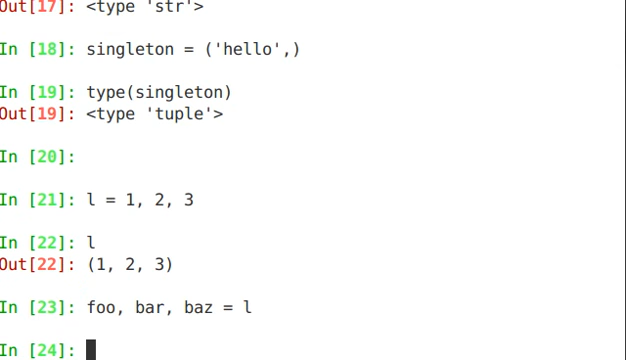 Out[17]: <type 'str'>
In [18]: singleton = ('hello',)
In [19]: type(singleton)
Out[19]: <type 'tuple'>
In [20]:
In [21]: l = 1, 2, 3
In [22]: l
Out[22]: (1, 2, 3)
In [23]: foo, bar, baz = l
In [24]: